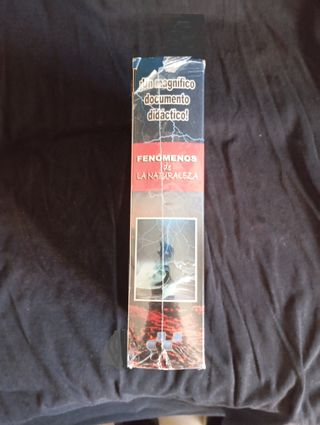 ¡Un magnífico
documento
didáctico!
FENÓMENOS
de
LA NATURALEZA